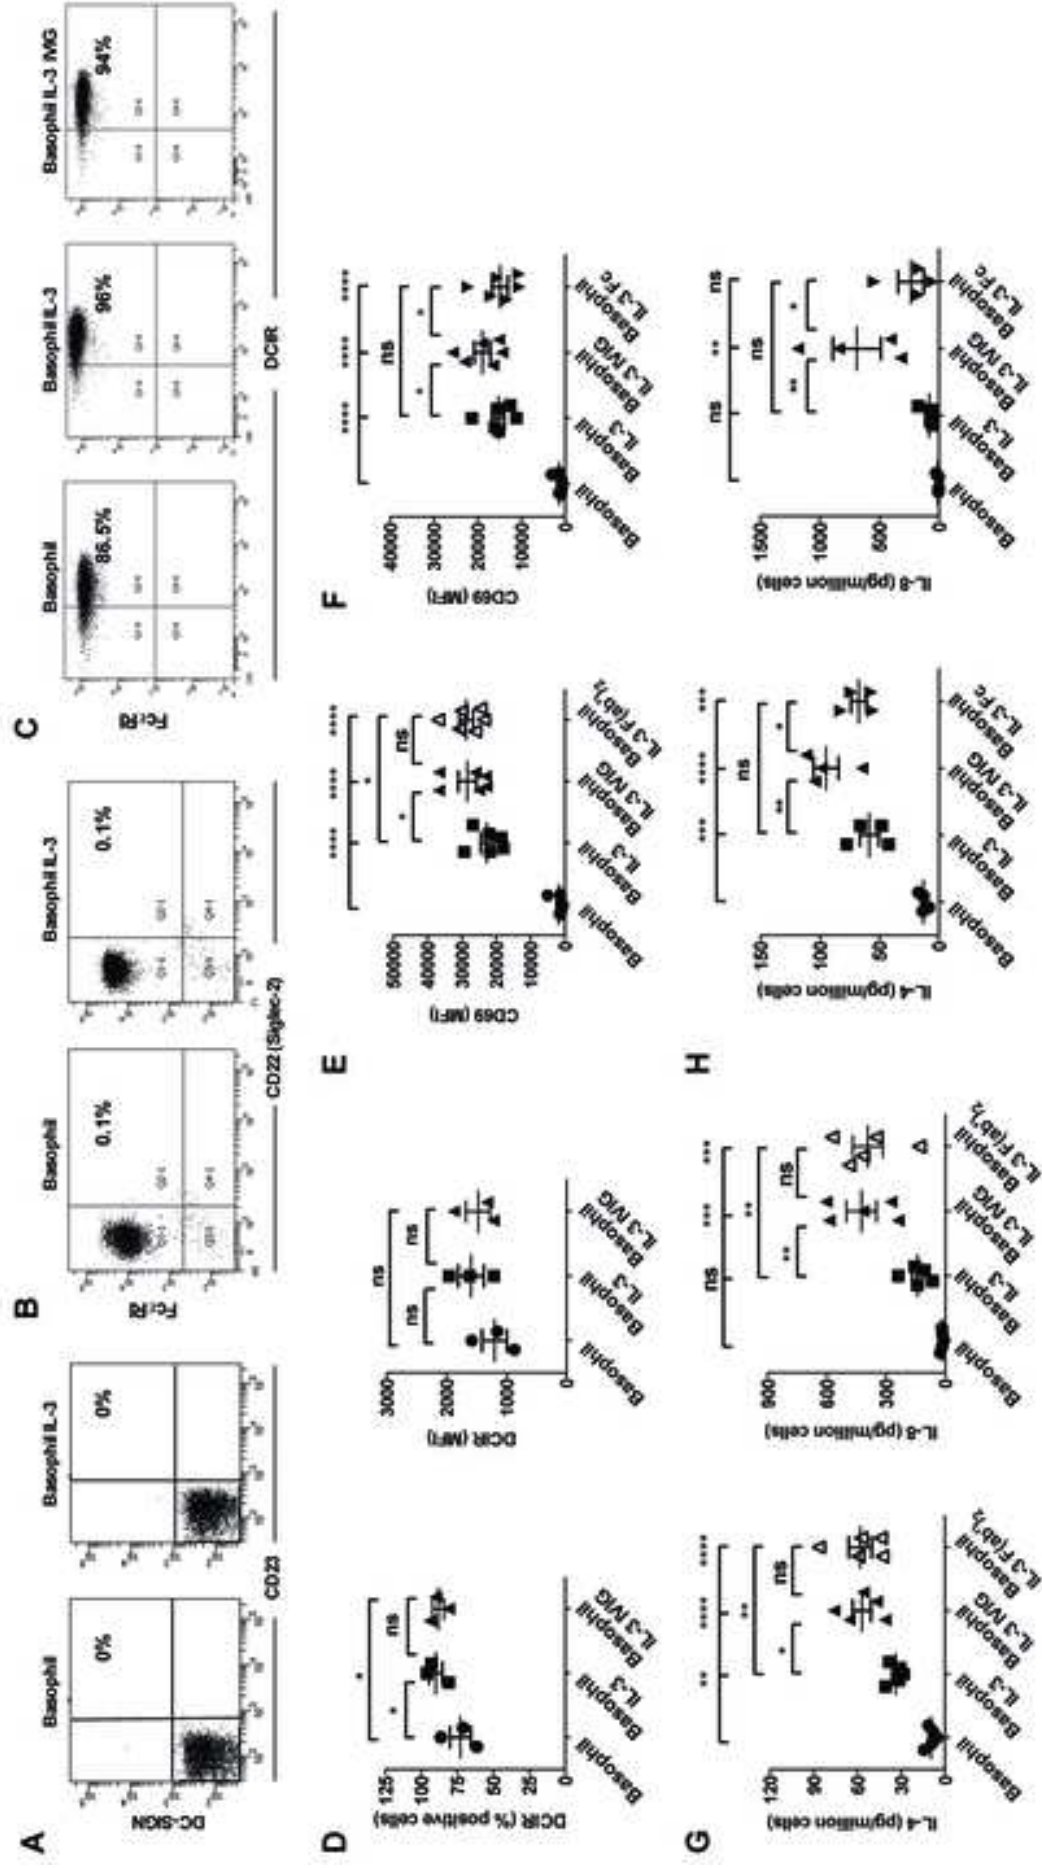 A
Basophil
Basophil IL-3
0%
0%
DC-SIGN
CD23
B
Basophil
Basophil IL-3
0.1%
0.1%
FcεRI
CD22 (Siglec-2)
C
Basophil
Basophil IL-3
Basophil IL-3 IVIG
86.5%
96%
94%
FcεRI
DCIR
D
DCIR (% positive cells)
125
100
75
50
25
0
*
*
ns
Basophil
Basophil IL-3
Basophil IL-3 IVIG
DCIR (MFI)
3000
2000
1000
0
ns
ns
ns
Basophil
Basophil IL-3
Basophil IL-3 IVIG
E
CD69 (MFI)
50000
40000
30000
20000
10000
0
****
****
****
*
*
ns
Basophil
Basophil IL-3
Basophil IL-3 IVIG
Basophil IL-3 F(ab')2
F
CD69 (MFI)
40000
30000
20000
10000
0
****
****
****
ns
*
*
Basophil
Basophil IL-3
Basophil IL-3 IVIG
Basophil IL-3 Fc
G
IL-4 (pg/million cells)
120
90
60
30
0
**
****
****
**
*
ns
Basophil
Basophil IL-3
Basophil IL-3 IVIG
Basophil IL-3 F(ab')2
IL-8 (pg/million cells)
900
600
300
0
ns
***
***
**
**
ns
Basophil
Basophil IL-3
Basophil IL-3 IVIG
Basophil IL-3 F(ab')2
H
IL-4 (pg/million cells)
150
100
50
0
***
****
**
ns
**
*
Basophil
Basophil IL-3
Basophil IL-3 IVIG
Basophil IL-3 Fc
IL-8 (pg/million cells)
1500
1000
500
0
ns
**
ns
ns
**
*
Basophil
Basophil IL-3
Basophil IL-3 IVIG
Basophil IL-3 Fc